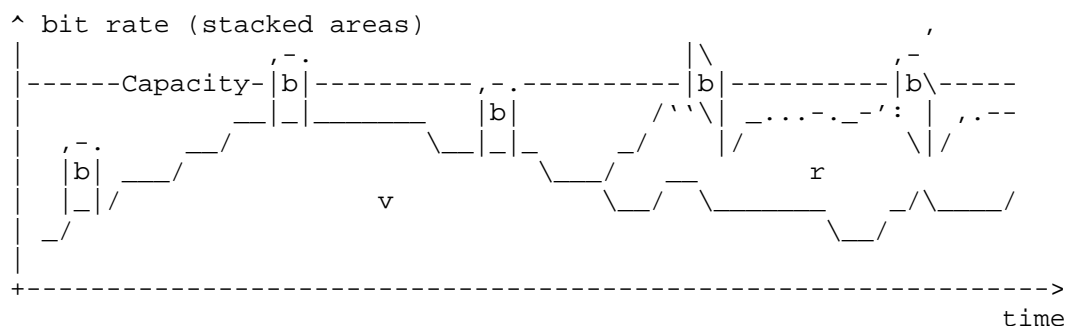 ^ bit rate (stacked areas)
Capacity b b b b
b r
v
time